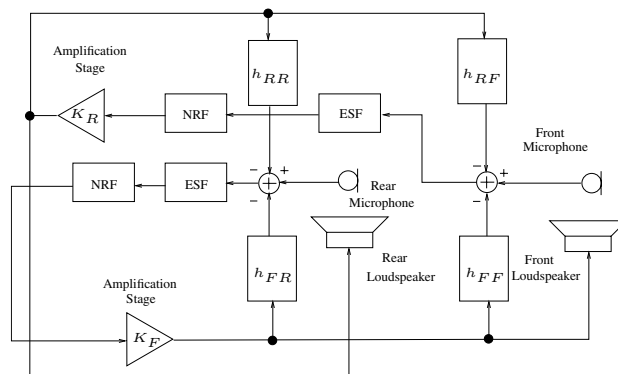 Amplification
Stage
h_RR
h_RF
K_R
NRF
ESF
Front
Microphone
− +
− +
NRF
ESF
−
−
Rear
Microphone
Rear
Loudspeaker
Front
Loudspeaker
h_FR
h_FF
Amplification
Stage
K_F